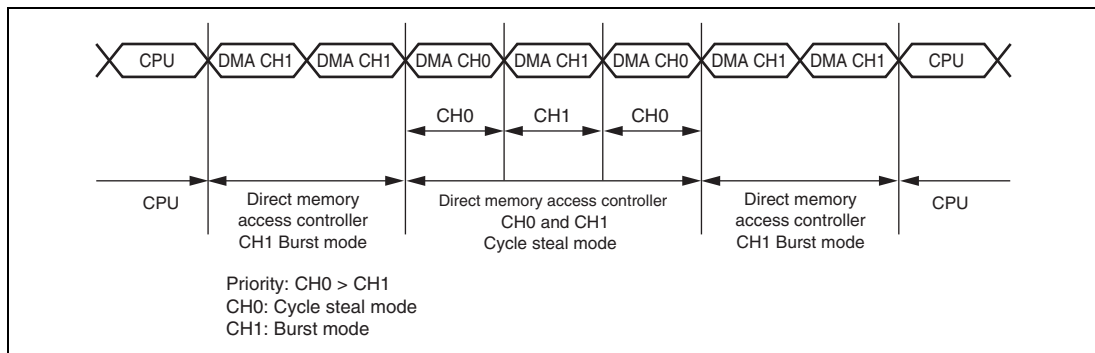 CPU DMA CH1 DMA CH1 DMA CH0 DMA CH1 DMA CH0 DMA CH1 DMA CH1 CPU
CH0 CH1 CH0
CPU
Direct memory
access controller
CH1 Burst mode
Direct memory access controller
CH0 and CH1
Cycle steal mode
Direct memory
access controller
CH1 Burst mode
CPU
Priority: CH0 > CH1
CH0: Cycle steal mode
CH1: Burst mode